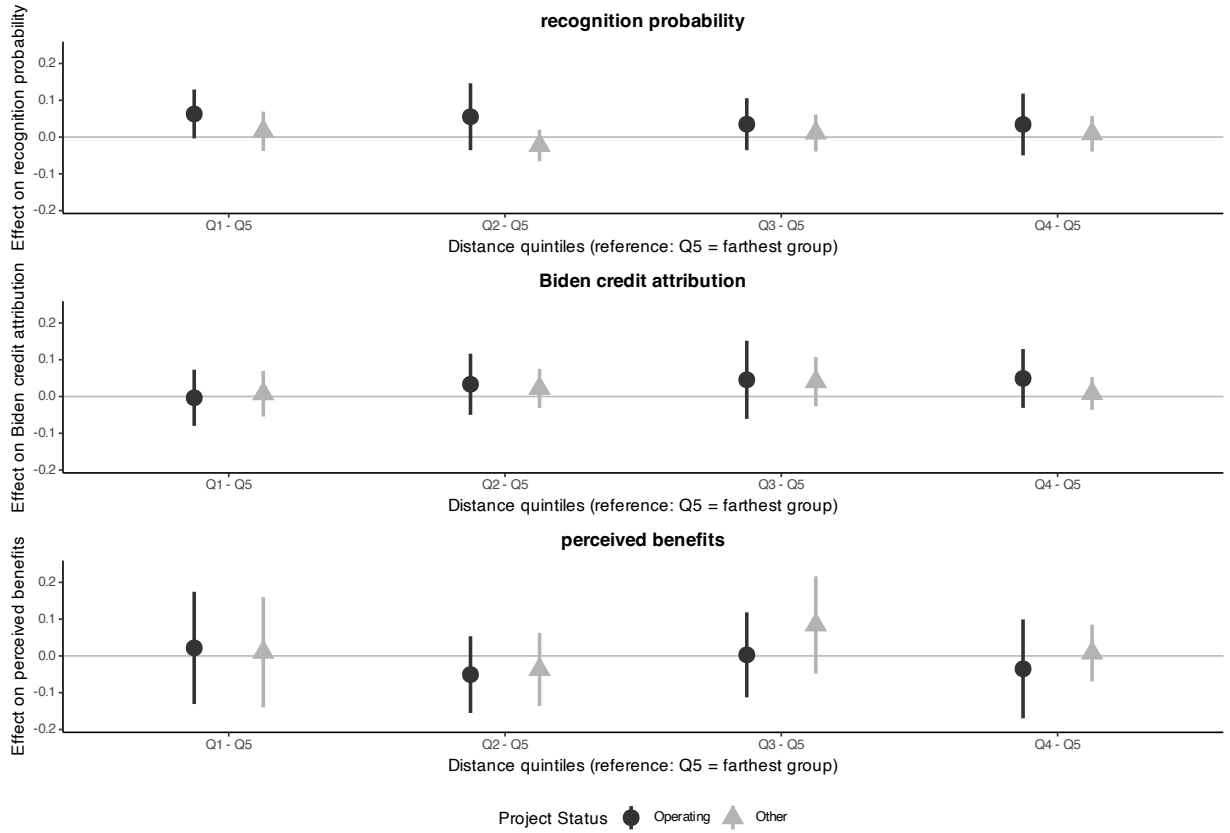 recognition probability
Effect on recognition probability
0.2
0.1
0.0
-0.1
-0.2
Q1 - Q5 Q2 - Q5 Q3 - Q5 Q4 - Q5
Distance quintiles (reference: Q5 = farthest group)
Biden credit attribution
Effect on Biden credit attribution
0.2
0.1
0.0
-0.1
-0.2
Q1 - Q5 Q2 - Q5 Q3 - Q5 Q4 - Q5
Distance quintiles (reference: Q5 = farthest group)
perceived benefits
Effect on perceived benefits
0.2
0.1
0.0
-0.1
-0.2
Q1 - Q5 Q2 - Q5 Q3 - Q5 Q4 - Q5
Distance quintiles (reference: Q5 = farthest group)
Project Status Operating Other